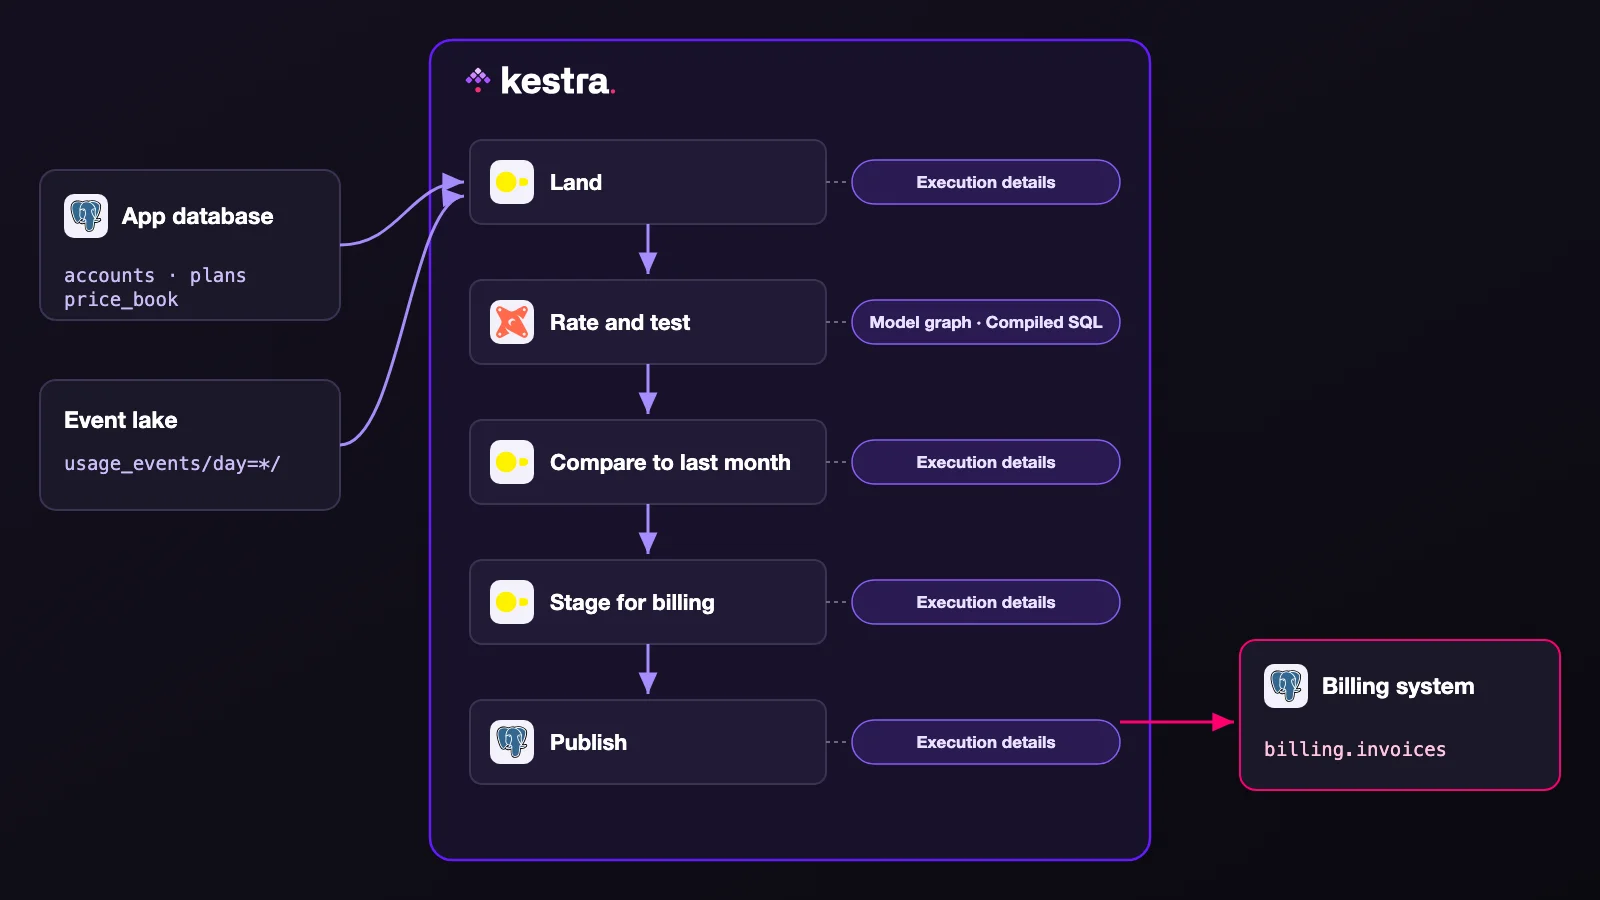 kestra.
App database
accounts · plans
price_book
Event lake
usage_events/day=*/
Land
Execution details
Rate and test
Model graph · Compiled SQL
Compare to last month
Execution details
Stage for billing
Execution details
Publish
Execution details
Billing system
billing.invoices